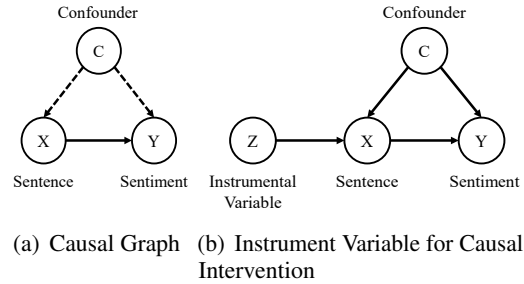 Confounder
C
X
Y
Sentence
Sentiment
(a) Causal Graph
Confounder
C
Z
X
Y
Instrumental
Variable
Sentence
Sentiment
(b) Instrument Variable for Causal
Intervention